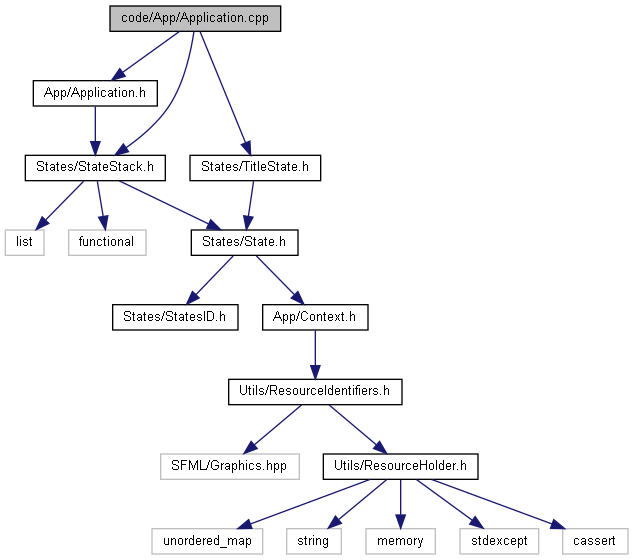 code/App/Application.cpp
App/Application.h
States/StateStack.h
States/TitleState.h
list
functional
States/State.h
States/StatesID.h
App/Context.h
Utils/ResourceIdentifiers.h
SFML/Graphics.hpp
Utils/ResourceHolder.h
unordered_map
string
memory
stdexcept
cassert